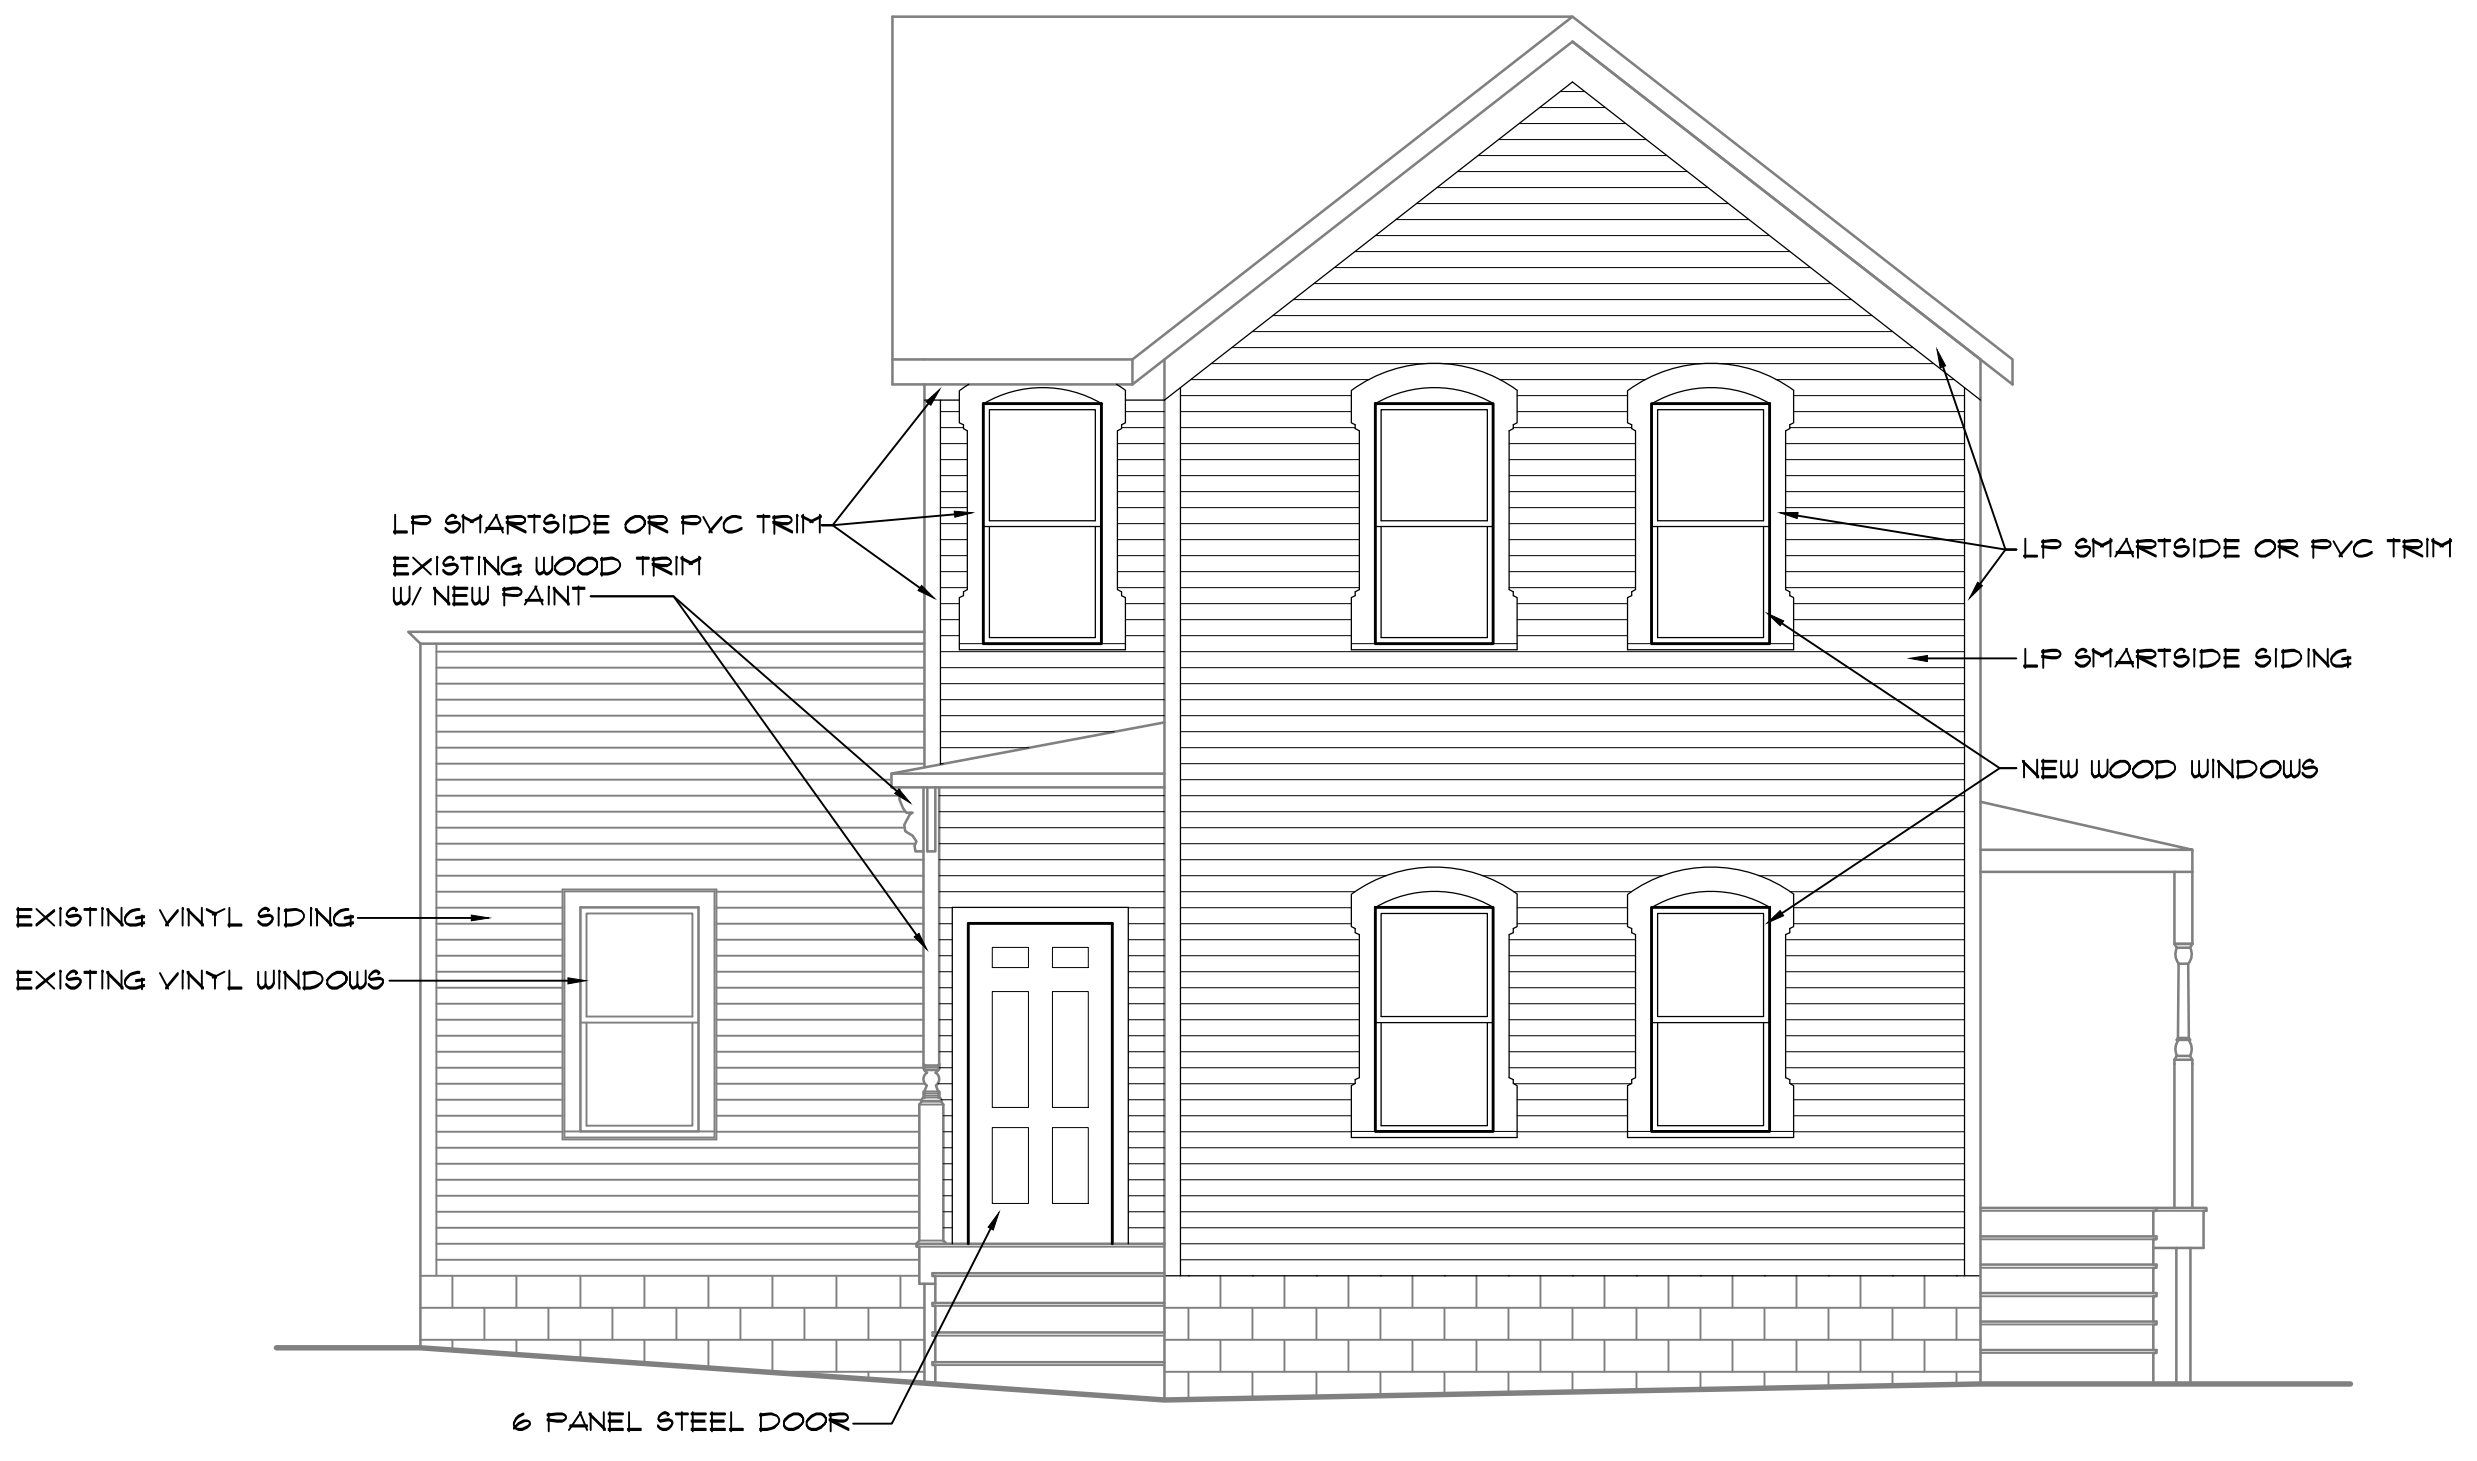 LP SMARTSIDE OR PVC TRIM
EXISTING WOOD TRIM
W/ NEW PAINT
LP SMARTSIDE OR PVC TRIM
LP SMARTSIDE SIDING
NEW WOOD WINDOWS
EXISTING VINYL SIDING
EXISTING VINYL WINDOWS
6 PANEL STEEL DOOR